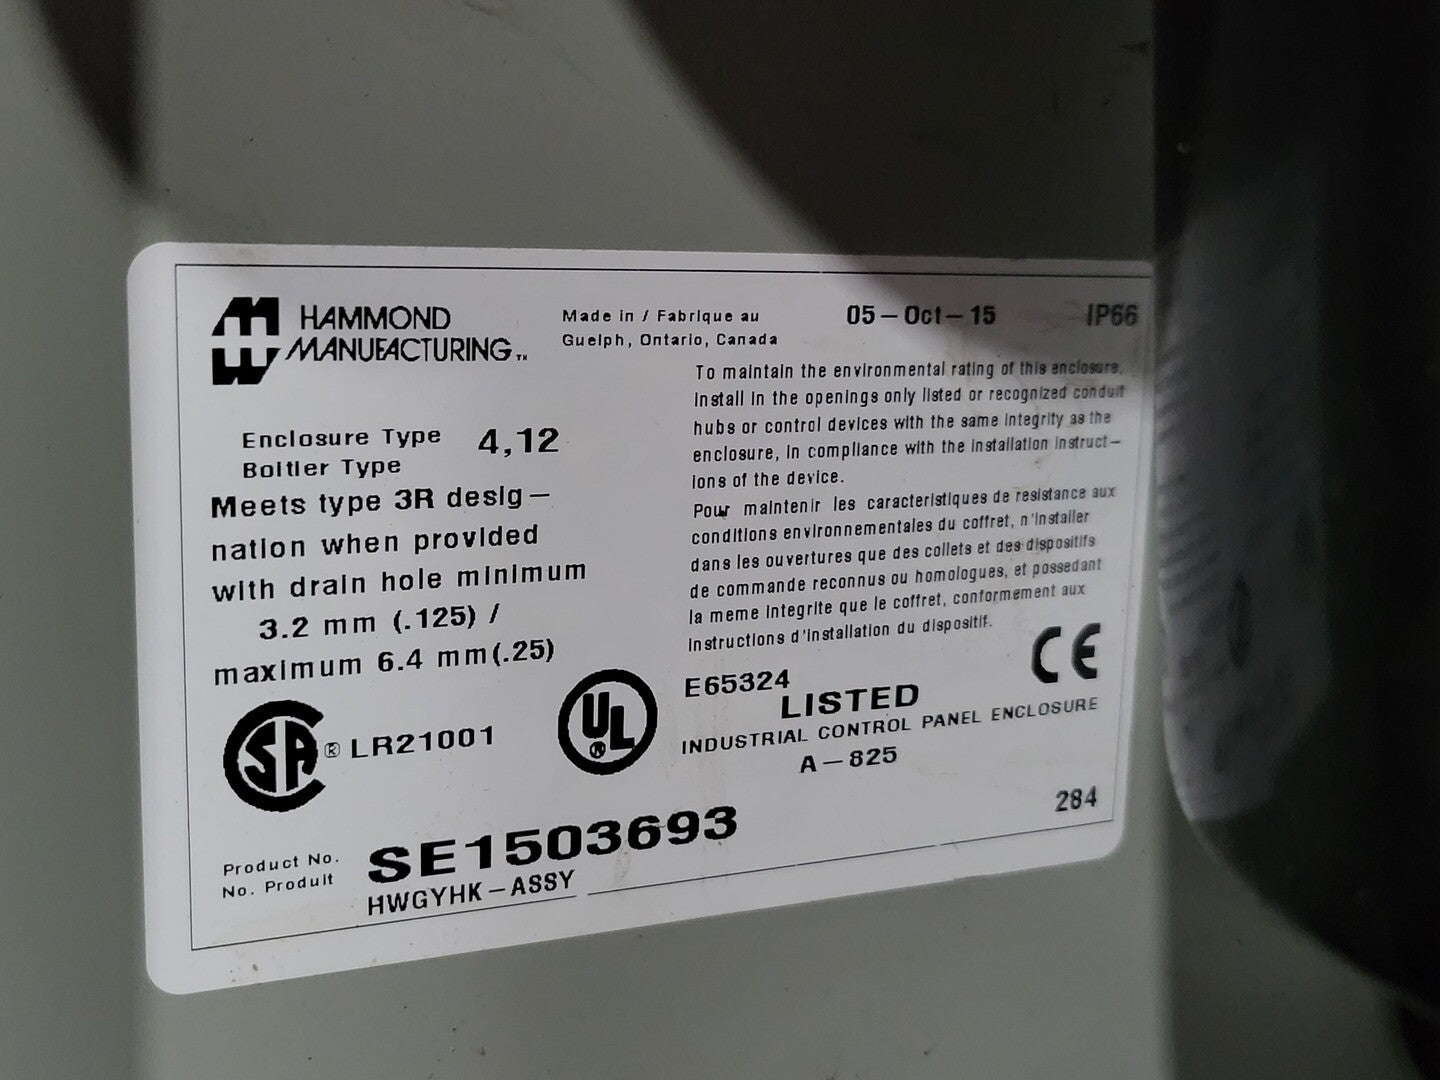 HAMMOND
MANUFACTURING™
Made in / Fabrique au
Guelph, Ontario, Canada
05-Oct-15
IP66
Enclosure Type 4,12
Boitier Type
Meets type 3R desig-
nation when provided
with drain hole minimum
3.2 mm (.125) /
maximum 6.4 mm(.25)
To maintain the environmental rating of this enclosure,
install in the openings only listed or recognized conduit
hubs or control devices with the same integrity as the
enclosure, in compliance with the installation instruct-
ions of the device.
Pour maintenir les caracteristiques de resistance aux
conditions environnementales du coffret, n'installer
dans les ouvertures que des collets et des dispositifs
de commande reconnus ou homologues, et possedant
la meme integrite que le coffret, conformement aux
instructions d'installation du dispositif.
CE
SA ® LR21001
UL ®
E65324
LISTED
INDUSTRIAL CONTROL PANEL ENCLOSURE
A-825
284
Product No.
No. Produit
SE1503693
HWGYHK-ASSY